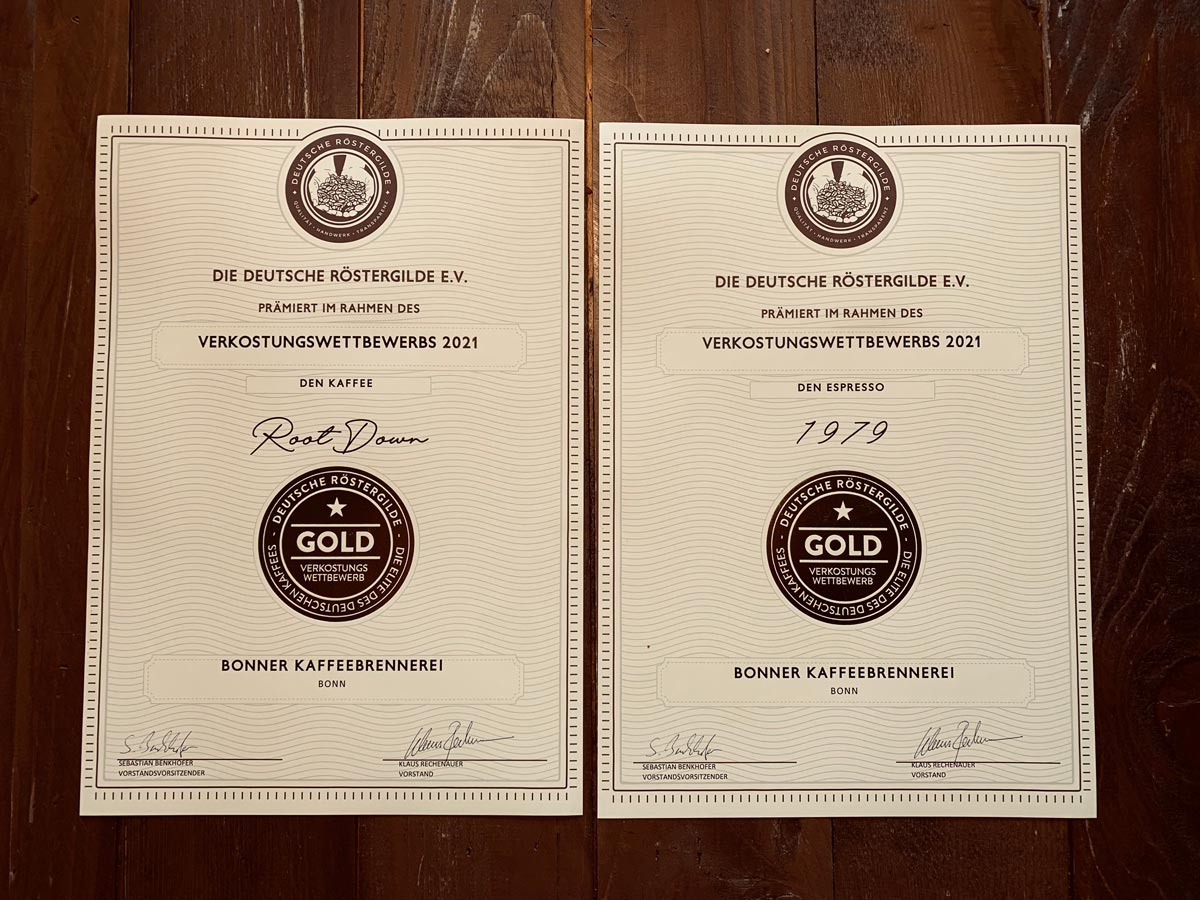 DEUTSCHE RÖSTERGILDE
QUALITÄT · HANDWERK · TRANSPARENZ
DIE DEUTSCHE RÖSTERGILDE E.V.
PRÄMIERT IM RAHMEN DES
VERKOSTUNGSWETTBEWERBS 2021
DEN KAFFEE
Root Down
DEUTSCHE RÖSTERGILDE - DIE ELITE DES DEUTSCHEN KAFFEES -
GOLD
VERKOSTUNGS
WETTBEWERB
BONNER KAFFEEBRENNEREI
BONN
SEBASTIAN BENKHOFER
VORSTANDSVORSITZENDER
KLAUS RECHENAUER
VORSTAND
DEUTSCHE RÖSTERGILDE
QUALITÄT · HANDWERK · TRANSPARENZ
DIE DEUTSCHE RÖSTERGILDE E.V.
PRÄMIERT IM RAHMEN DES
VERKOSTUNGSWETTBEWERBS 2021
DEN ESPRESSO
1979
DEUTSCHE RÖSTERGILDE - DIE ELITE DES DEUTSCHEN KAFFEES -
GOLD
VERKOSTUNGS
WETTBEWERB
BONNER KAFFEEBRENNEREI
BONN
SEBASTIAN BENKHOFER
VORSTANDSVORSITZENDER
KLAUS RECHENAUER
VORSTAND